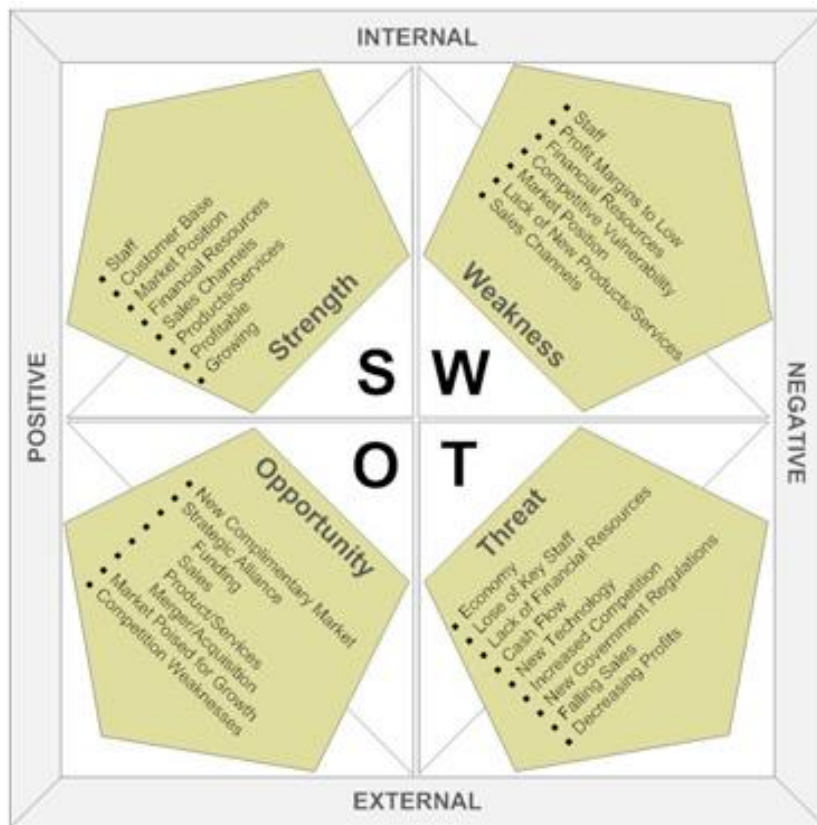 INTERNAL
POSITIVE
NEGATIVE
EXTERNAL
Staff
Customer Base
Market Position
Financial Resources
Sales Channels
Products/Services
Profitable
Growing
Strength
S
Staff
Profit Margins to Low
Financial Resources
Competitive Vulnerability
Market Position
Lack of New Products/Services
Sales Channels
Weakness
W
O
Opportunity
New Complimentary Market
Strategic Alliance
Funding
Sales
Product/Services
Merger/Acquisition
Market Poised for Growth
Competition Weaknesses
T
Threat
Economy
Lose of Key Staff
Lack of Financial Resources
Cash Flow
New Technology
Increased Competition
New Government Regulations
Falling Sales
Decreasing Profits